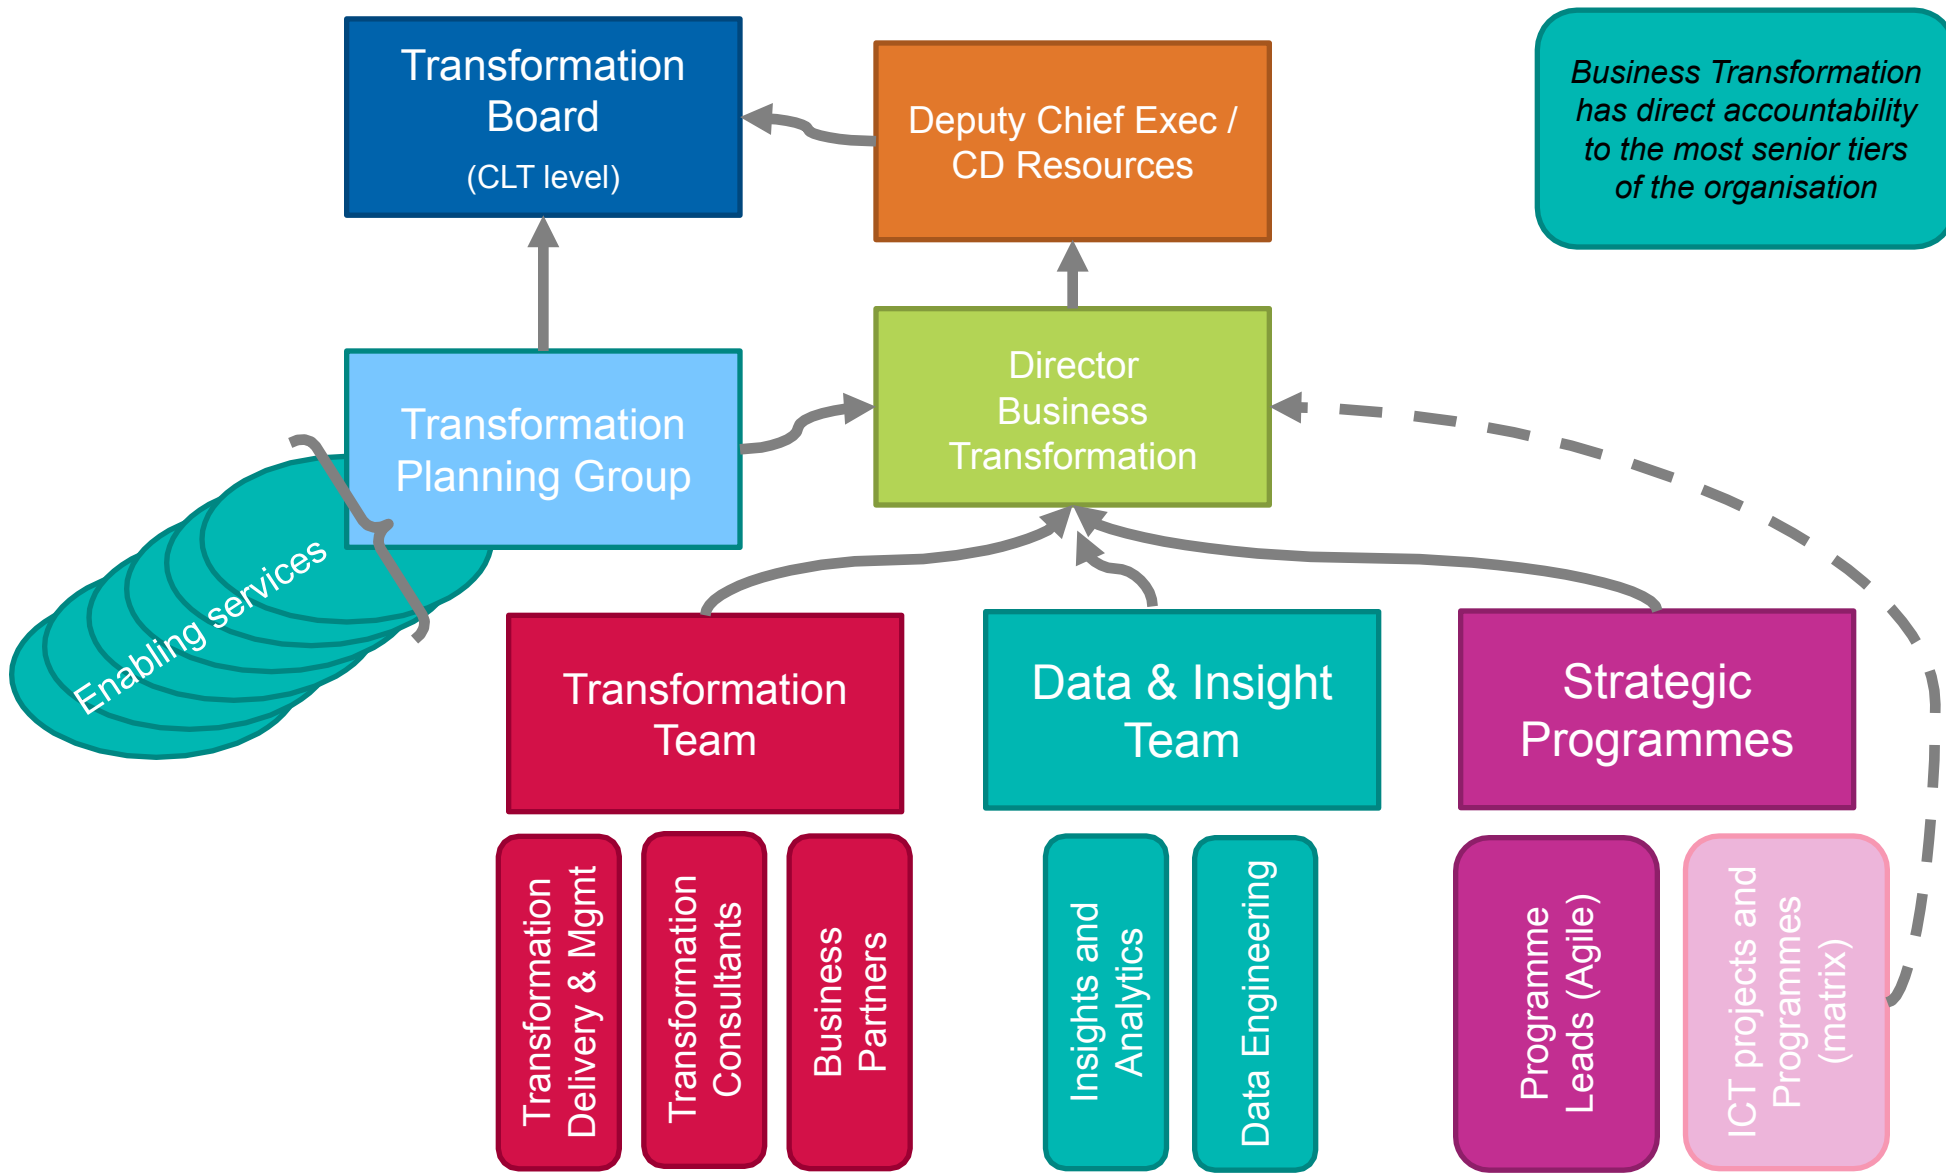 Transformation
Board
(CLT level)
Deputy Chief Exec /
CD Resources
Business Transformation
has direct accountability
to the most senior tiers
of the organisation
Transformation
Planning Group
Director
Business
Transformation
Enabling services
Transformation
Team
Data & Insight
Team
Strategic
Programmes
Transformation
Delivery & Mgmt
Transformation
Consultants
Business
Partners
Insights and
Analytics
Data Engineering
Programme
Leads (Agile)
ICT projects and
Programmes
(matrix)